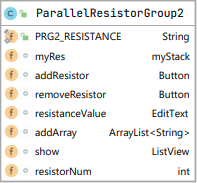 C ParallelResistorGroup2
f PRG2_RESISTANCE String
f myRes myStack
f addResistor Button
f removeResistor Button
f resistanceValue EditText
f addArray ArrayList<String>
f show ListView
f resistorNum int